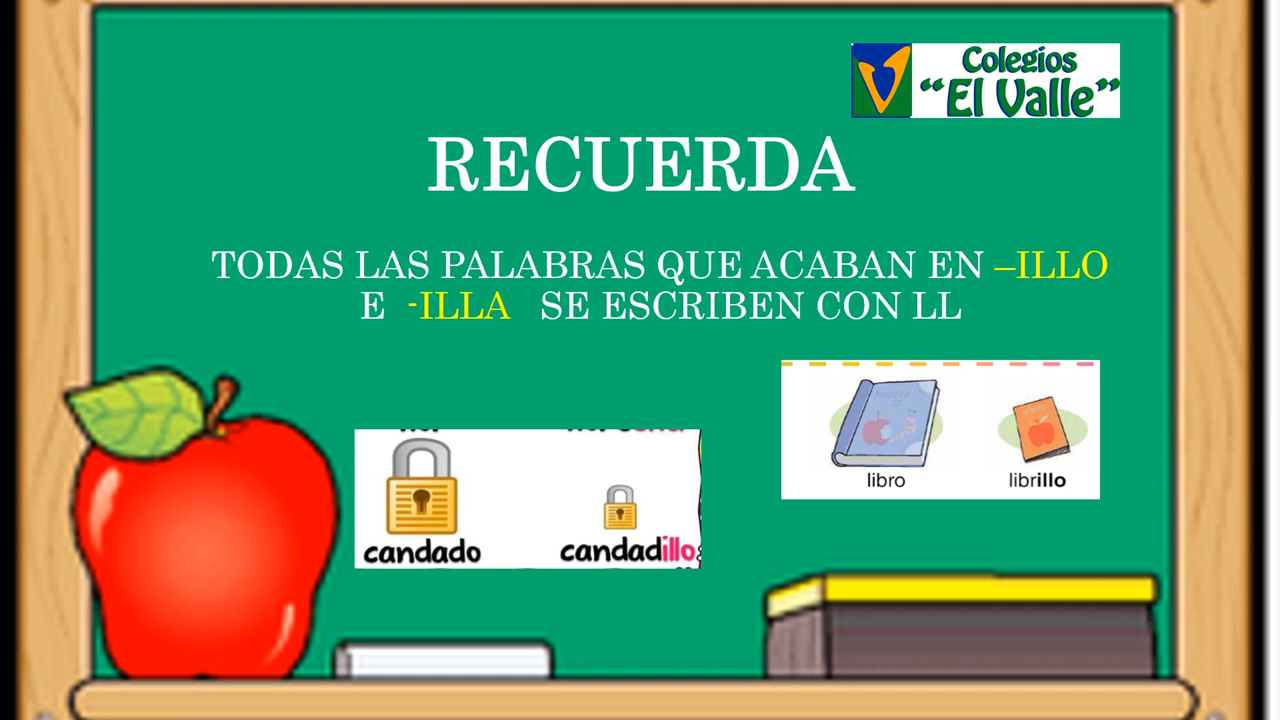 Colegios
“El Valle”
RECUERDA
TODAS LAS PALABRAS QUE ACABAN EN –ILLO
E -ILLA SE ESCRIBEN CON LL
libro librillo
candado candadillo